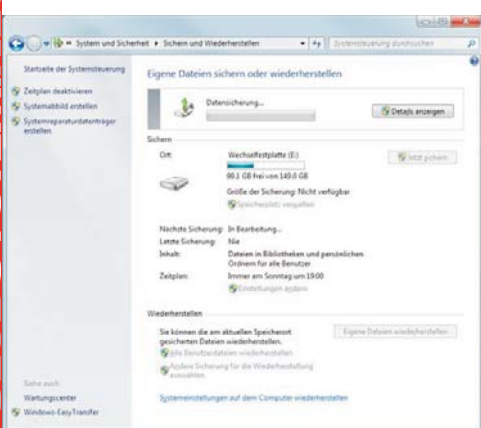 System und Sicherheit ▸ Sichern und Wiederherstellen
Systemsteuerung durchsuchen
Startseite der Systemsteuerung
Zeitplan deaktivieren
Systemabbild erstellen
Systemreparaturdatenträger
erstellen
Eigene Dateien sichern oder wiederherstellen
Datensicherung...
Details anzeigen
Sichern
Ort:
Wechselfestplatte (E:)
Jetzt sichern
99.1 GB frei von 149.0 GB
Größe der Sicherung: Nicht verfügbar
Speicherplatz verwalten
Nächste Sicherung: In Bearbeitung...
Letzte Sicherung: Nie
Inhalt: Dateien in Bibliotheken und persönlichen
Ordnern für alle Benutzer
Zeitplan: Immer am Sonntag um 19:00
Einstellungen ändern
Wiederherstellen
Sie können die am aktuellen Speicherort
gesicherten Dateien wiederherstellen.
Eigene Dateien wiederherstellen
Alle Benutzerdateien wiederherstellen
Andere Sicherung für die Wiederherstellung
auswählen
Systemeinstellungen auf dem Computer wiederherstellen
Siehe auch
Wartungscenter
Windows-EasyTransfer